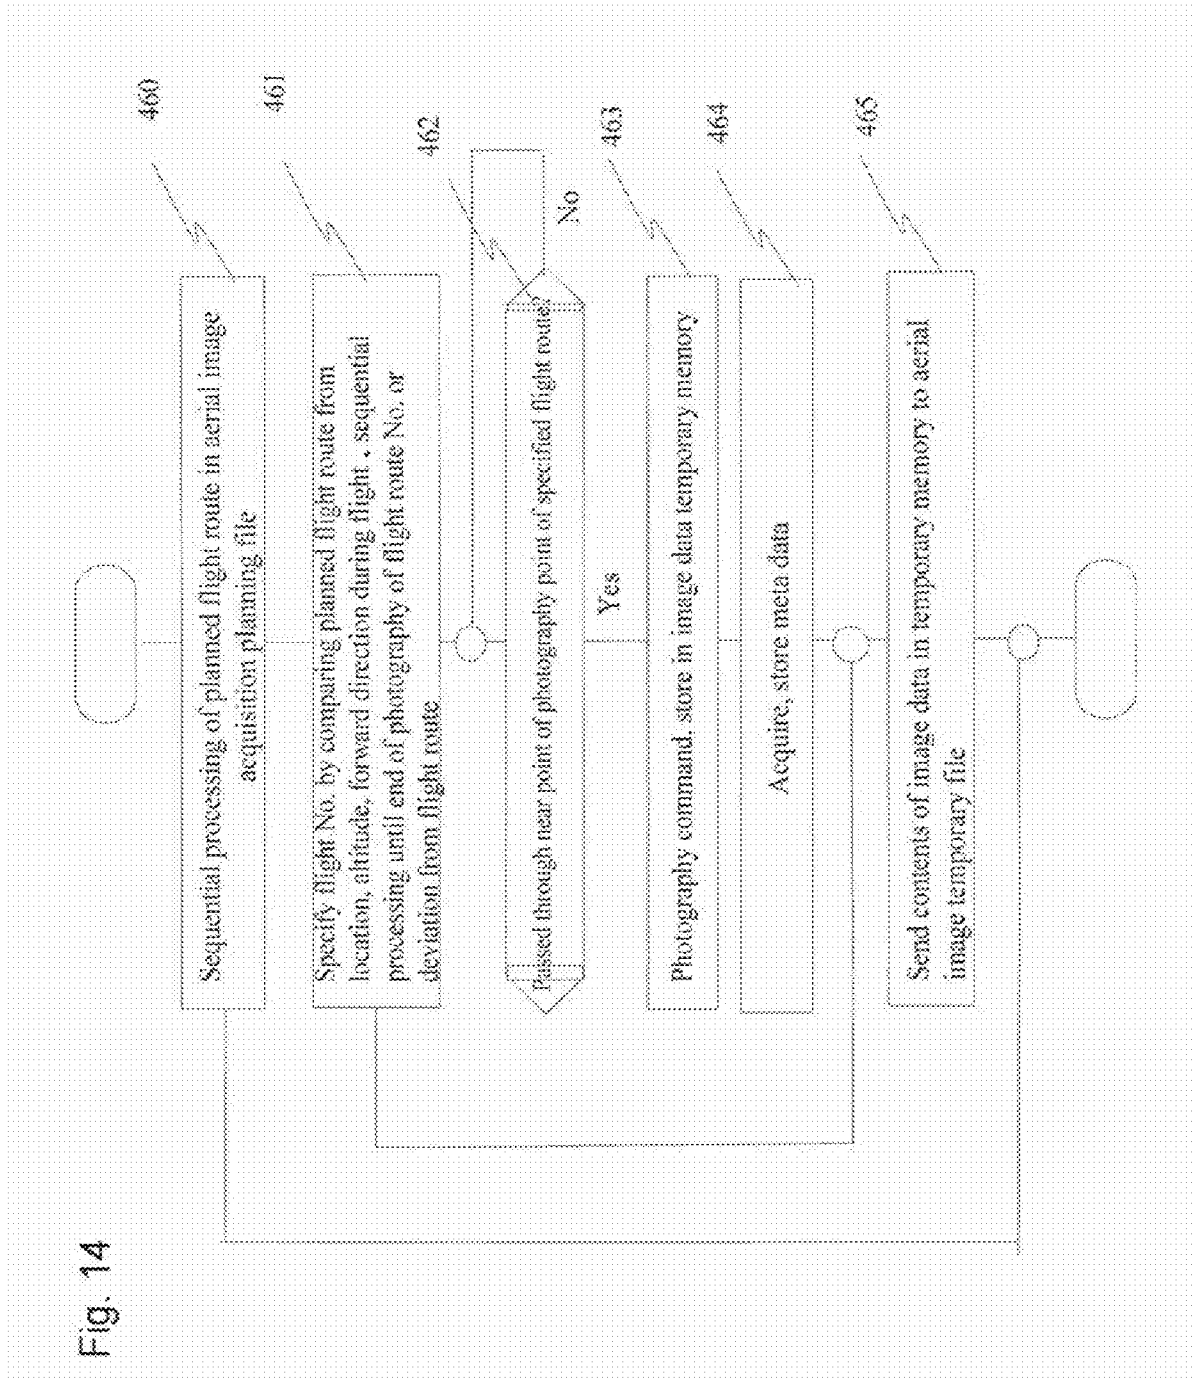 Fig. 14
460
Sequential processing of planned flight route in aerial image
acquisition planning file
461
Specify flight No. by comparing planned flight route from
location, altitude, forward direction during flight , sequential
processing until end of photography of flight route No. or
deviation from flight route
462
Passed through near point of photography point of specified flight route?
No
Yes
463
Photography command, store in image data temporary memory
464
Acquire, store meta data
465
Send contents of image data in temporary memory to aerial
image temporary file